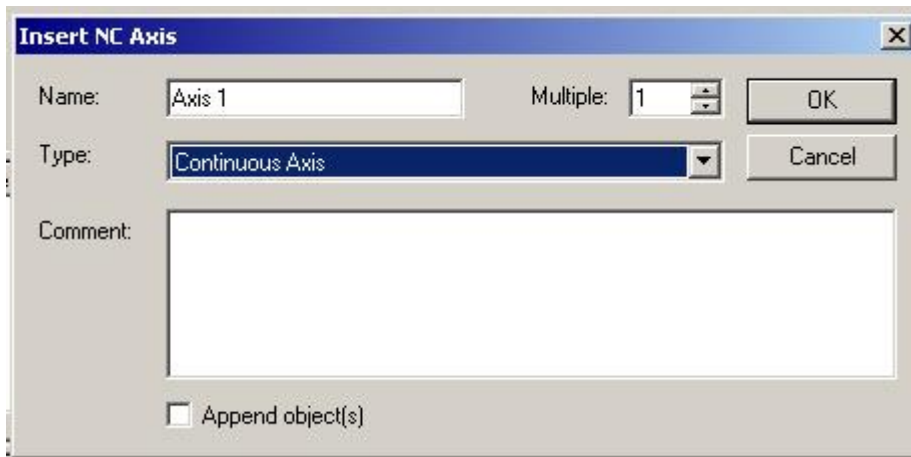 Insert NC Axis
Name: Axis 1 Multiple: 1 OK
Type: Continuous Axis Cancel
Comment:
Append object(s)